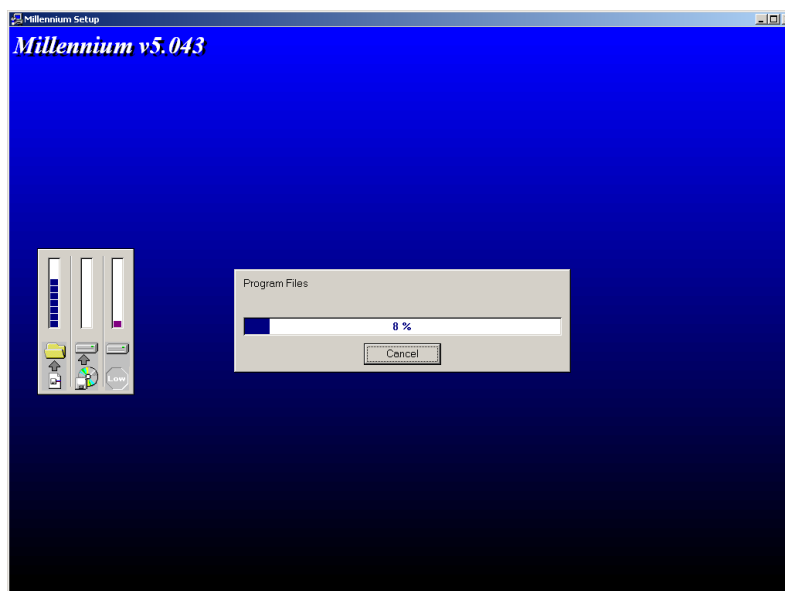 Millennium Setup
Millennium v5.043
Program Files
8 %
Cancel
Low